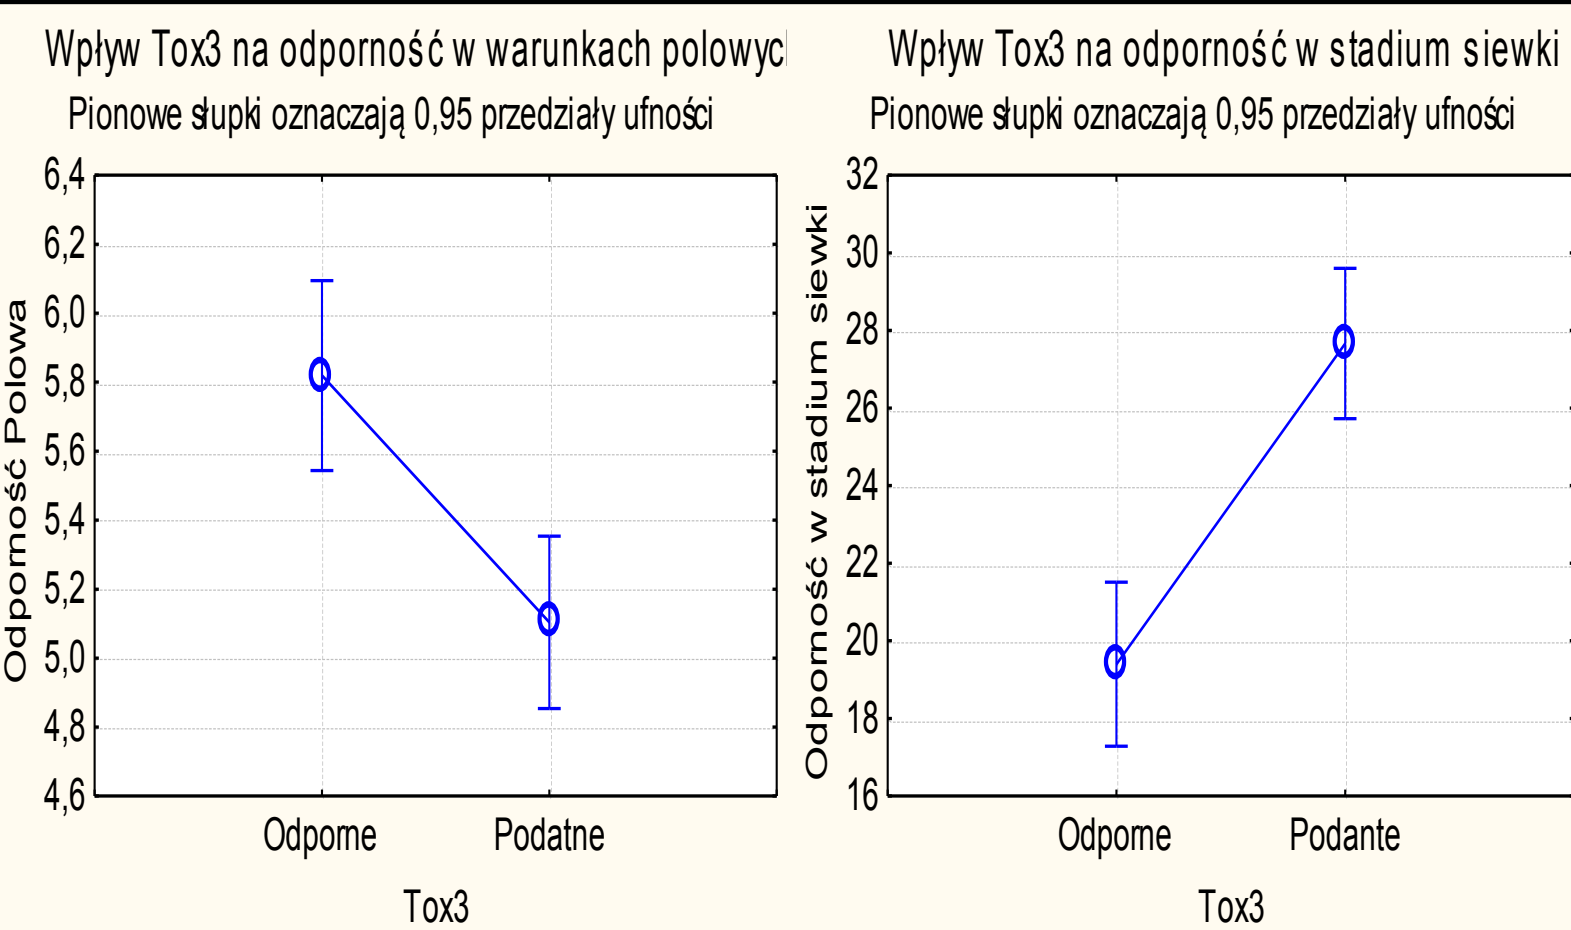 Wpływ Tox3 na odporność w warunkach polowyc
Pionowe słupki oznaczają 0,95 przedziały ufności
6,4
6,2
6,0
5,8
5,6
5,4
5,2
5,0
4,8
4,6
Odporność Polowa
Odporne
Podatne
Tox3
Wpływ Tox3 na odporność w stadium siewki
Pionowe słupki oznaczają 0,95 przedziały ufności
32
30
28
26
24
22
20
18
16
Odporność w stadium siewki
Odporne
Podante
Tox3